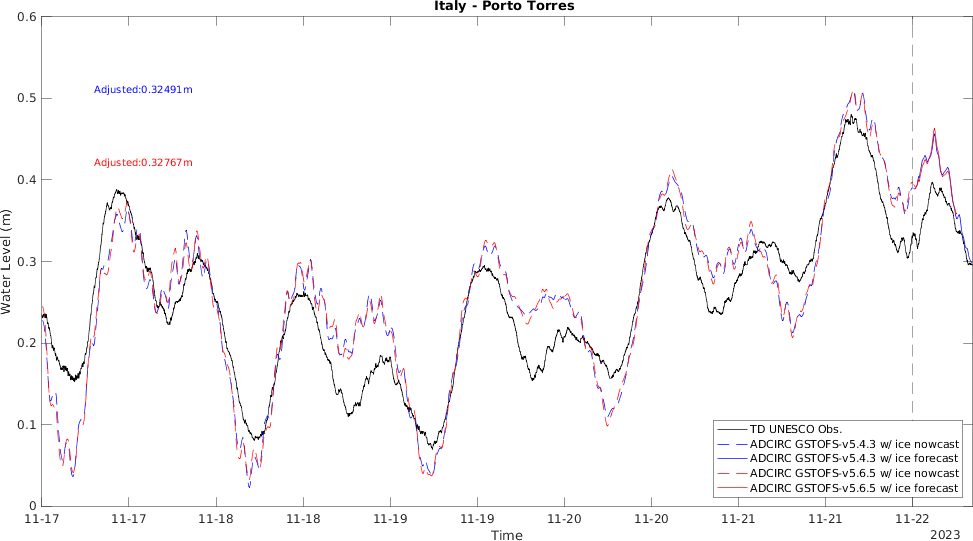 Italy - Porto Torres
0.6
0.5
0.4
0.3
0.2
0.1
0
Water Level (m)
Adjusted:0.32491m
Adjusted:0.32767m
TD UNESCO Obs.
ADCIRC GSTOFS-v5.4.3 w/ ice nowcast
ADCIRC GSTOFS-v5.4.3 w/ ice forecast
ADCIRC GSTOFS-v5.6.5 w/ ice nowcast
ADCIRC GSTOFS-v5.6.5 w/ ice forecast
11-17 11-17 11-18 11-18 11-19 11-19 11-20 11-20 11-21 11-21 11-22
Time
2023